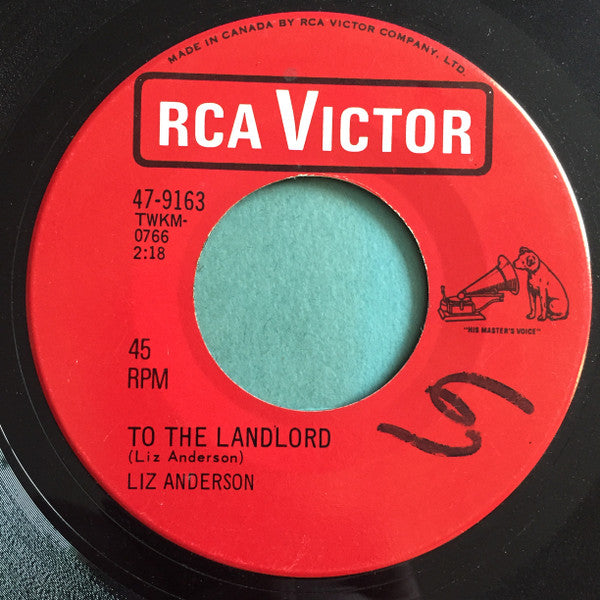 MADE IN CANADA BY RCA VICTOR COMPANY, LTD.
RCA VICTOR
47-9163
TWKM-
0766
2:18
"HIS MASTER'S VOICE"
45
RPM
TO THE LANDLORD
(Liz Anderson)
LIZ ANDERSON